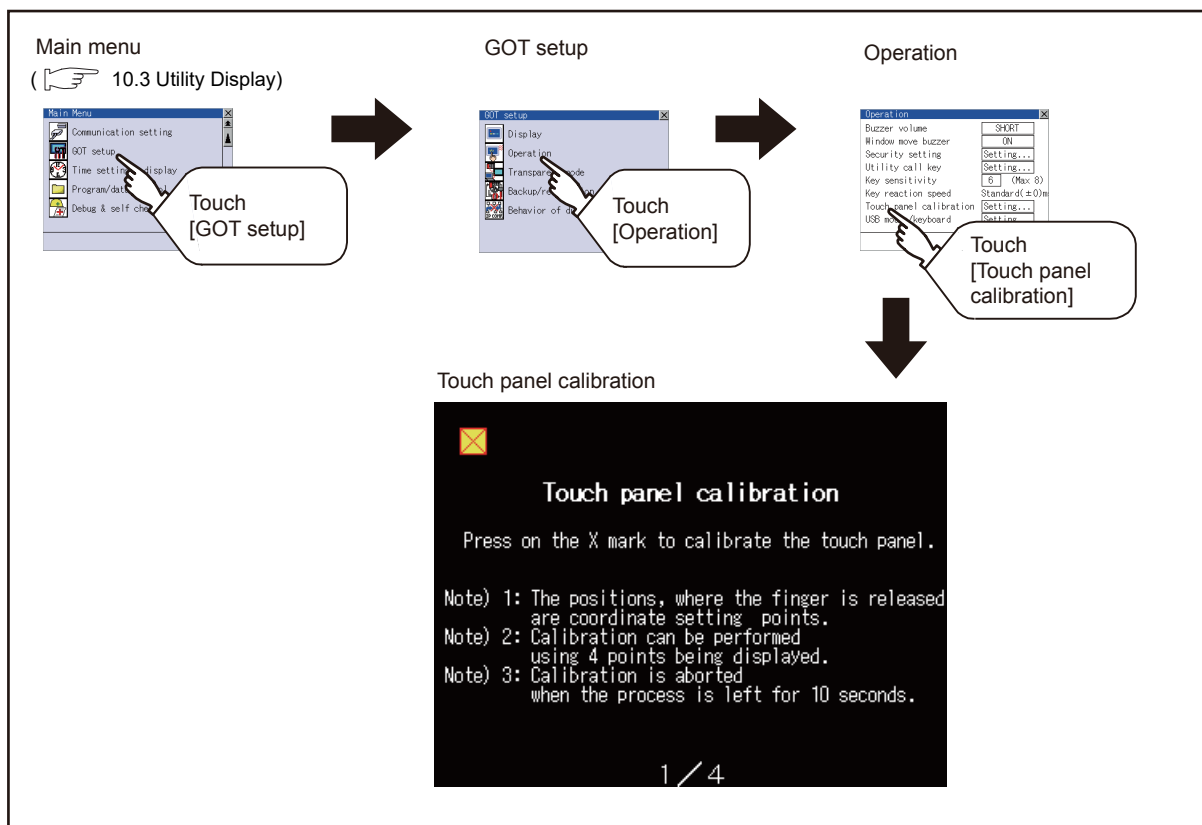 Main menu
( 10.3 Utility Display)
GOT setup
Operation
Main Menu
Communication setting
GOT setup
Time setting display
Program/data
Debug & self
Touch
[GOT setup]
GOT setup
Display
Operation
Transparent mode
Backup/
Behavior of
Touch
[Operation]
Operation
Buzzer volume SHORT
Window move buzzer ON
Security setting Setting...
Utility call key Setting...
Key sensitivity 6 (Max 8)
Key reaction speed Standard(±0)m
Touch panel calibration Setting...
USB /keyboard Setting...
Touch
[Touch panel
calibration]
Touch panel calibration
Touch panel calibration
Press on the X mark to calibrate the touch panel.
Note) 1: The positions, where the finger is released
are coordinate setting points.
Note) 2: Calibration can be performed
using 4 points being displayed.
Note) 3: Calibration is aborted
when the process is left for 10 seconds.
1/4